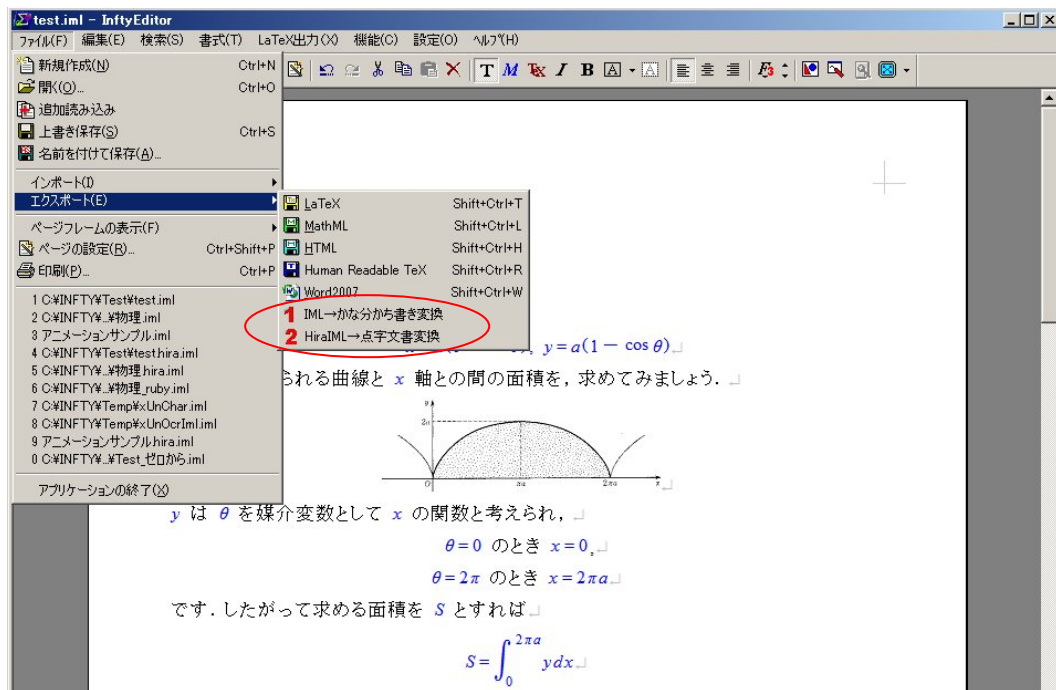 test.iml - InftyEditor
ファイル(F) 編集(E) 検索(S) 書式(T) LaTeX出力(X) 機能(C) 設定(O) ヘルプ(H)
新規作成(N) Ctrl+N
開く(O)... Ctrl+O
追加読み込み
上書き保存(S) Ctrl+S
名前を付けて保存(A)...
インポート(I)
エクスポート(E)
ページフレームの表示(F)
ページの設定(R)... Ctrl+Shift+P
印刷(P)... Ctrl+P
1 C:¥INFTY¥Test¥test.iml
2 C:¥INFTY¥..¥物理.iml
3 アニメーションサンプル.iml
4 C:¥INFTY¥Test¥test.hira.iml
5 C:¥INFTY¥..¥物理.hira.iml
6 C:¥INFTY¥..¥物理_ruby.iml
7 C:¥INFTY¥Temp¥xUnChar.iml
8 C:¥INFTY¥Temp¥xUnOcrIml.iml
9 アニメーションサンプル.hira.iml
0 C:¥INFTY¥..¥Test_ゼロから.iml
アプリケーションの終了(X)
LaTeX Shift+Ctrl+T
MathML Shift+Ctrl+L
HTML Shift+Ctrl+H
Human Readable TeX Shift+Ctrl+R
Word2007 Shift+Ctrl+W
1 IML→かな分かち書き変換
2 HiraIML→点字文書変換
T M TeX I B A A
y=a(1-cos θ)
られる曲線と x 軸との間の面積を, 求めてみましょう.
y
2a
0 πa 2πa x
y は θ を媒介変数として x の関数と考えられ,
θ=0 のとき x=0,
θ=2π のとき x=2πa
です. したがって求める面積を S とすれば
S=∫₀^{2πa} ydx